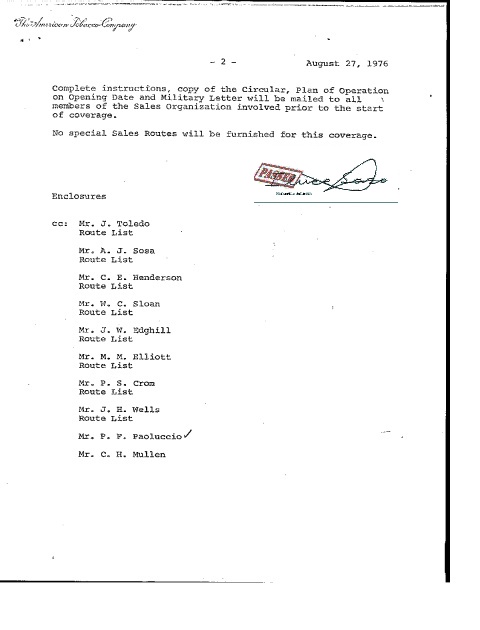 The American Tobacco Company
- 2 -
August 27, 1976
Complete instructions, copy of the Circular, Plan of Operation
on Opening Date and Military Letter will be mailed to all
members of the Sales Organization involved prior to the start
of coverage.
No special Sales Routes will be furnished for this coverage.
PASSED
Enclosures
cc: Mr. J. Toledo
Route List
Mr. A. J. Sosa
Route List
Mr. C. E. Henderson
Route List
Mr. W. C. Sloan
Route List
Mr. J. W. Edghill
Route List
Mr. M. M. Elliott
Route List
Mr. P. S. Crom
Route List
Mr. J. H. Wells
Route List
Mr. P. F. Paoluccio ✓
Mr. C. H. Mullen